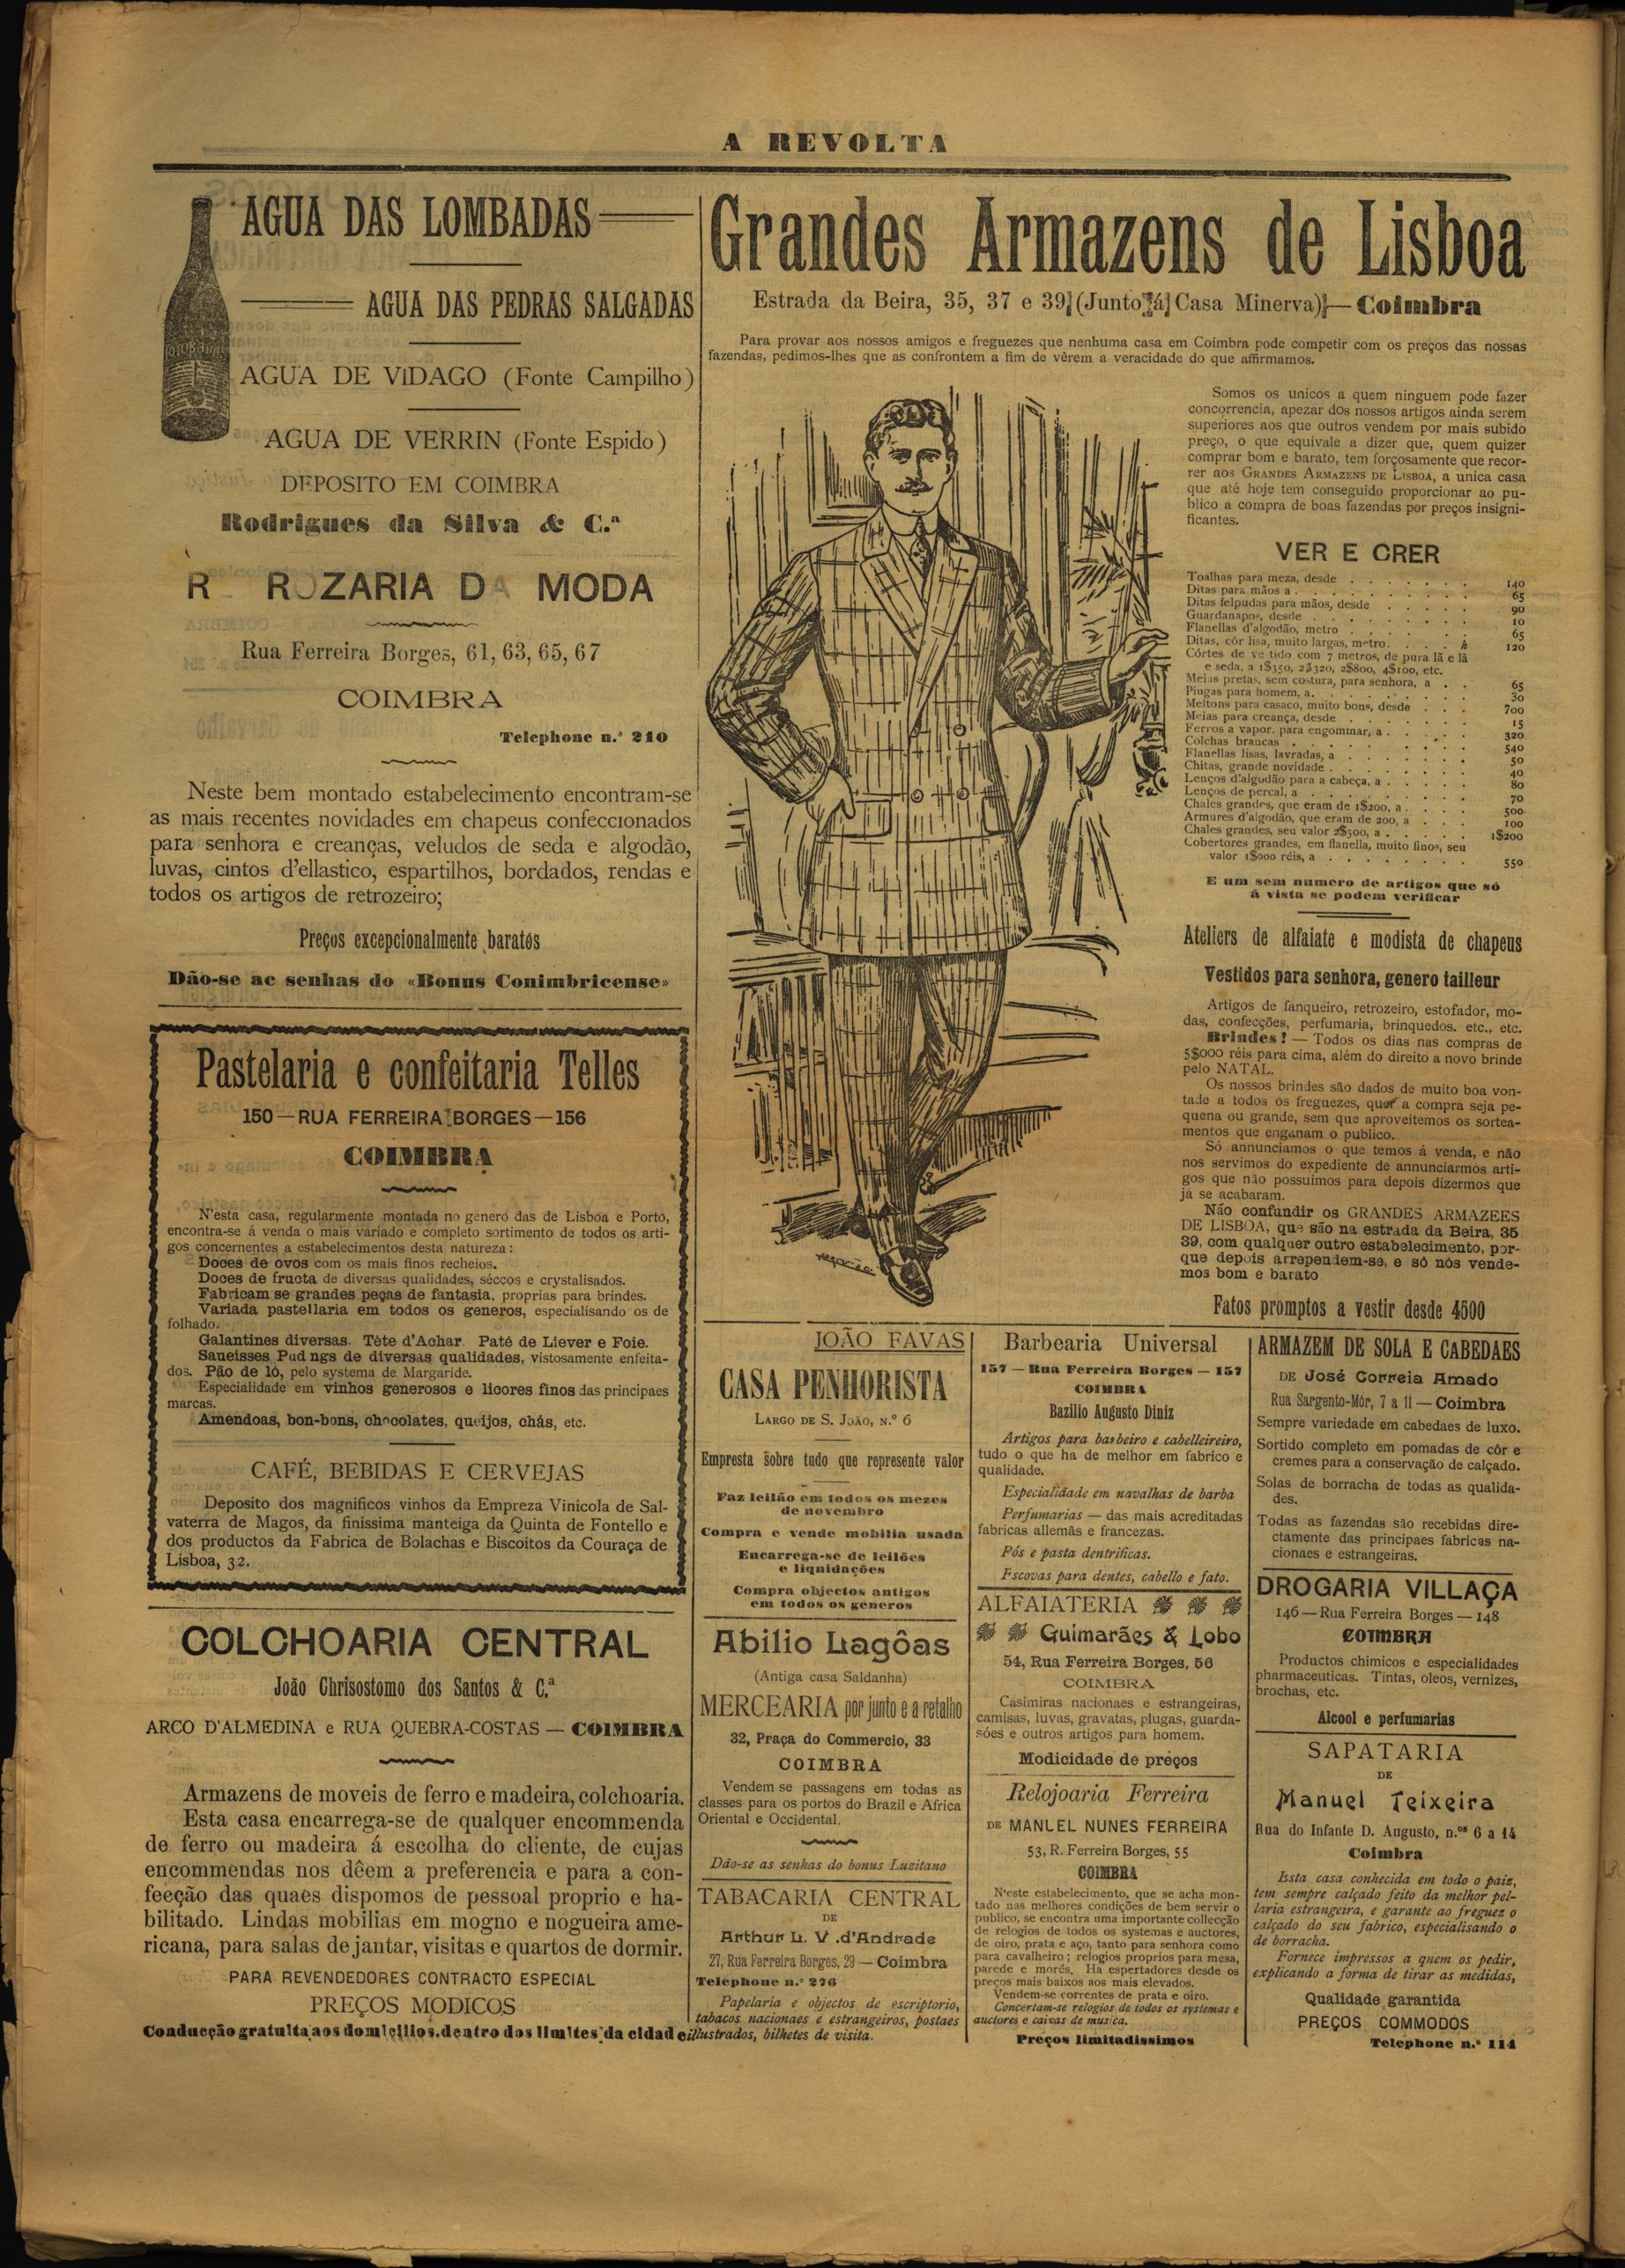 A REVOLTA
AGUA DAS LOMBADAS
AGUA DAS PEDRAS SALGADAS
AGUA DE VIDAGO (Fonte Campilho)
AGUA DE VERRIN (Fonte Espido)
DEPOSITO EM COIMBRA
Rodrigues da Silva & C.ª
R ROZARIA DA MODA
Rua Ferreira Borges, 61, 63, 65, 67
COIMBRA
Telephone n.º 210
Neste bem montado estabelecimento encontram-se
as mais recentes novidades em chapeus confeccionados
para senhora e creanças, veludos de seda e algodão,
luvas, cintos d'ellastico, espartilhos, bordados, rendas e
todos os artigos de retrozeiro;
Preços excepcionalmente baratos
Dão-se ac senhas do «Bonus Conimbricense»
Pastelaria e confeitaria Telles
150—RUA FERREIRA BORGES—156
COIMBRA
N'esta casa, regularmente montada no genero das de Lisboa e Porto,
encontra-se á venda o mais variado e completo sortimento de todos os arti-
gos concernentes a estabelecimentos desta natureza:
Doces de ovos com os mais finos recheios.
Doces de fructa de diversas qualidades, séccos e crystalisados.
Fabricam se grandes peças de fantasia, proprias para brindes.
Variada pastellaria em todos os generos, especialisando os de
folhado.
Galantines diversas. Tête d'Achar. Paté de Liever e Foie.
Saucisses Pud ngs de diversas qualidades, vistosamente enfeita-
dos. Pão de ló, pelo systema de Margaride.
Especialidade em vinhos generosos e licores finos das principaes
marcas.
Amendoas, bon-bons, chocolates, queijos, chás, etc.
CAFÉ, BEBIDAS E CERVEJAS
Deposito dos magnificos vinhos da Empreza Vinicola de Sal-
vaterra de Magos, da finissima manteiga da Quinta de Fontello e
dos productos da Fabrica de Bolachas e Biscoitos da Couraça de
Lisboa, 32.
COLCHOARIA CENTRAL
João Chrisostomo dos Santos & C.ª
ARCO D'ALMEDINA e RUA QUEBRA-COSTAS — COIMBRA
Armazens de moveis de ferro e madeira, colchoaria.
Esta casa encarrega-se de qualquer encommenda
de ferro ou madeira á escolha do cliente, de cujas
encommendas nos dêem a preferencia e para a con-
feeção das quaes dispomos de pessoal proprio e ha-
bilitado. Lindas mobilias em mogno e nogueira ame-
ricana, para salas de jantar, visitas e quartos de dormir.
PARA REVENDEDORES CONTRACTO ESPECIAL
PREÇOS MODICOS
Conducção gratuita aos domicilios, dentro dos limites da cidade
Grandes Armazens de Lisboa
Estrada da Beira, 35, 37 e 39 (Junto á Casa Minerva) — Coimbra
Para provar aos nossos amigos e freguezes que nenhuma casa em Coimbra pode competir com os preços das nossas
fazendas, pedimos-lhes que as confrontem a fim de vêrem a veracidade do que affirmamos.
Somos os unicos a quem ninguem pode fazer
concorrencia, apezar dos nossos artigos ainda serem
superiores aos que outros vendem por mais subido
preço, o que equivale a dizer que, quem quizer
comprar bom e barato, tem forçosamente que recor-
rer aos GRANDES ARMAZENS DE LISBOA, a unica casa
que até hoje tem conseguido proporcionar ao pu-
blico a compra de boas fazendas por preços insigni-
ficantes.
VER E CRER
Toalhas para meza, desde . . . . . . . 140
Ditas para mãos a . . . . . . . . . 65
Ditas felpudas para mãos, desde . . . . . 90
Guardanapos, desde . . . . . . . . 10
Flanellas d'algodão, metro . . . . . . 65
Ditas, côr lisa, muito largas, metro. . . . . 120
Córtes de ve tido com 7 metros, de pura lã e lã
e seda, a 1$350, 2$320, 2$800, 4$100, etc.
Meias pretas, sem costura, para senhora, a . . 65
Piugas para homem, a. . . . . . . . 30
Meltons para casaco, muito bons, desde . . . 700
Meias para creança, desde . . . . . . . 15
Ferros a vapor. para engommar, a . . . . . 320
Colchas brancas . . . . . . . . . 540
Flanellas lisas, lavradas, a . . . . . . . 50
Chitas, grande novidade . . . . . . . . 40
Lenços d'algodão para a cabeça, a . . . . . 80
Lenços de percal, a . . . . . . . . . 70
Chales grandes, que eram de 1$200, a . . . . 500
Armures d'algodão, que eram de 200, a . . . 100
Chales grandes, seu valor 2$500, a . . . . . 1$200
Cobertores grandes, em flanella, muito finos, seu
valor 1$000 réis, a . . . . . . . . 550
E um sem numero de artigos que só
á vista se podem verificar
Ateliers de alfaiate e modista de chapeus
Vestidos para senhora, genero tailleur
Artigos de fanqueiro, retrozeiro, estofador, mo-
das, confecções, perfumaria, brinquedos. etc., etc.
Brindes! — Todos os dias nas compras de
5$000 réis para cima, além do direito a novo brinde
pelo NATAL.
Os nossos brindes são dados de muito boa von-
tade a todos os freguezes, quer a compra seja pe-
quena ou grande, sem que aproveitemos os sortea-
mentos que enganam o publico.
Só annunciamos o que temos á venda, e não
nos servimos do expediente de annunciarmos arti-
gos que não possuimos para depois dizermos que
já se acabaram.
Não confundir os GRANDES ARMAZEES
DE LISBOA, que são na estrada da Beira, 35
39, com qualquer outro estabelecimento, por-
que depois arrependem-se, e só nós vende-
mos bom e barato
Fatos promptos a vestir desde 4500
JOÃO FAVAS
CASA PENHORISTA
LARGO DE S. JOÃO, N.º 6
Empresta sobre tudo que represente valor
Faz leilão em todos os mezes
de novembro
Compra e vende mobilia usada
Encarrega-se de leilões
e liquidações
Compra objectos antigos
em todos os generos
Abilio Lagôas
(Antiga casa Saldanha)
MERCEARIA por junto e a retalho
32, Praça do Commercio, 33
COIMBRA
Vendem se passagens em todas as
classes para os portos do Brazil e Africa
Oriental e Occidental.
Dão-se as senhas do bonus Luzitano
TABACARIA CENTRAL
DE
Arthur L. V .d'Andrade
27, Rua Ferreira Borges, 29 — Coimbra
Telephone n.º 276
Papelaria e objectos de escriptorio,
tabacos nacionaes e estrangeiros, postaes
illustrados, bilhetes de visita.
Barbearia Universal
157 — Rua Ferreira Borges — 157
COIMBRA
Bazilio Augusto Diniz
Artigos para barbeiro e cabelleireiro,
tudo o que ha de melhor em fabrico e
qualidade.
Especialidade em navalhas de barba
Perfumarias — das mais acreditadas
fabricas allemãs e francezas.
Pós e pasta dentrificas.
Escovas para dentes, cabello e fato.
ALFAIATERIA
Guimarães & Lobo
54, Rua Ferreira Borges, 56
COIMBRA
Casimiras nacionaes e estrangeiras,
camisas, luvas, gravatas, plugas, guarda-
sóes e outros artigos para homem.
Modicidade de preços
Relojoaria Ferreira
DE MANUEL NUNES FERREIRA
53, R. Ferreira Borges, 55
COIMBRA
N'este estabelecimento, que se acha mon-
tado nas melhores condições de bem servir o
publico, se encontra uma importante collecção
de relogios de todos os systemas e auctores,
de oiro, prata e aço, tanto para senhora como
para cavalheiro; relogios proprios para mesa,
parede e morés. Ha espertadores desde os
preços mais baixos aos mais elevados.
Vendem-se correntes de prata e oiro.
Concertam-se relogios de todos os systemas e
auctores e caixas de musica.
Preços limitadissimos
ARMAZEM DE SOLA E CABEDAES
DE José Correia Amado
Rua Sargento-Mór, 7 a 11 — Coimbra
Sempre variedade em cabedaes de luxo.
Sortido completo em pomadas de côr e
cremes para a conservação de calçado.
Solas de borracha de todas as qualida-
des.
Todas as fazendas são recebidas dire-
ctamente das principaes fabricas na-
cionaes e estrangeiras.
DROGARIA VILLAÇA
146 — Rua Ferreira Borges — 148
COIMBRA
Productos chimicos e especialidades
pharmaceuticas. Tintas, oleos, vernizes,
brochas, etc.
Alcool e perfumarias
SAPATARIA
DE
Manuel Teixeira
Rua do Infante D. Augusto, n.ºs 6 a 14
Coimbra
Esta casa conhecida em todo o paiz,
tem sempre calçado feito da melhor pel-
laria estrangeira, e garante ao freguez o
calçado do seu fabrico, especialisando o
de borracha.
Fornece impressos a quem os pedir,
explicando a forma de tirar as medidas,
Qualidade garantida
PREÇOS COMMODOS
Telephone n.º 114